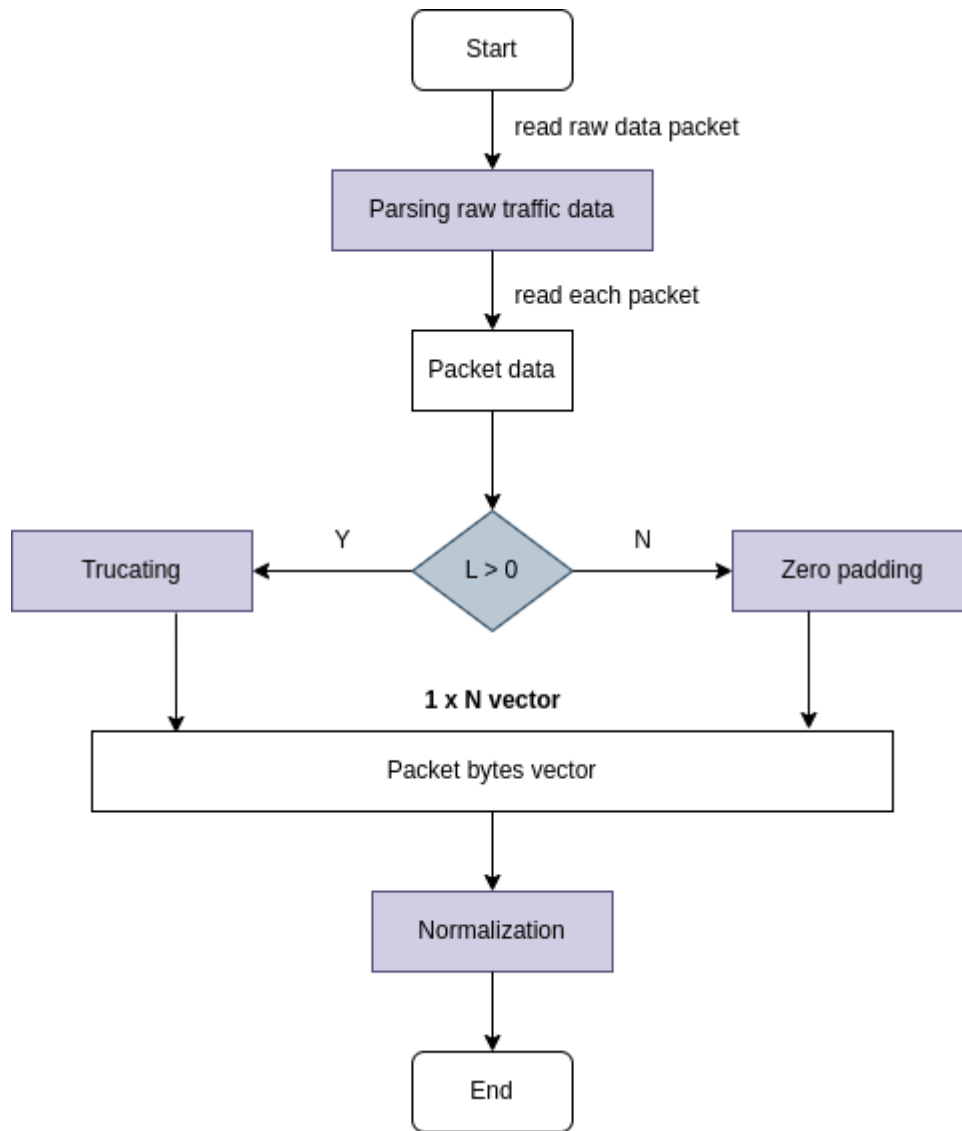 Start
read raw data packet
Parsing raw traffic data
read each packet
Packet data
Trucating
Y
L > 0
N
Zero padding
1 x N vector
Packet bytes vector
Normalization
End